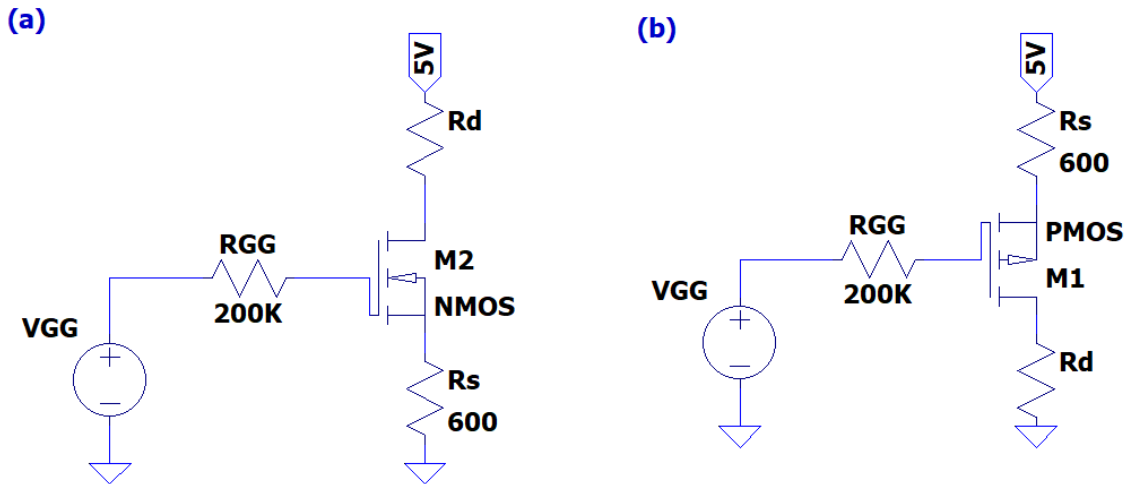 (a)
5V
Rd
RGG
200K
M2
NMOS
VGG
Rs
600
(b)
5V
Rs
600
RGG
200K
PMOS
M1
VGG
Rd